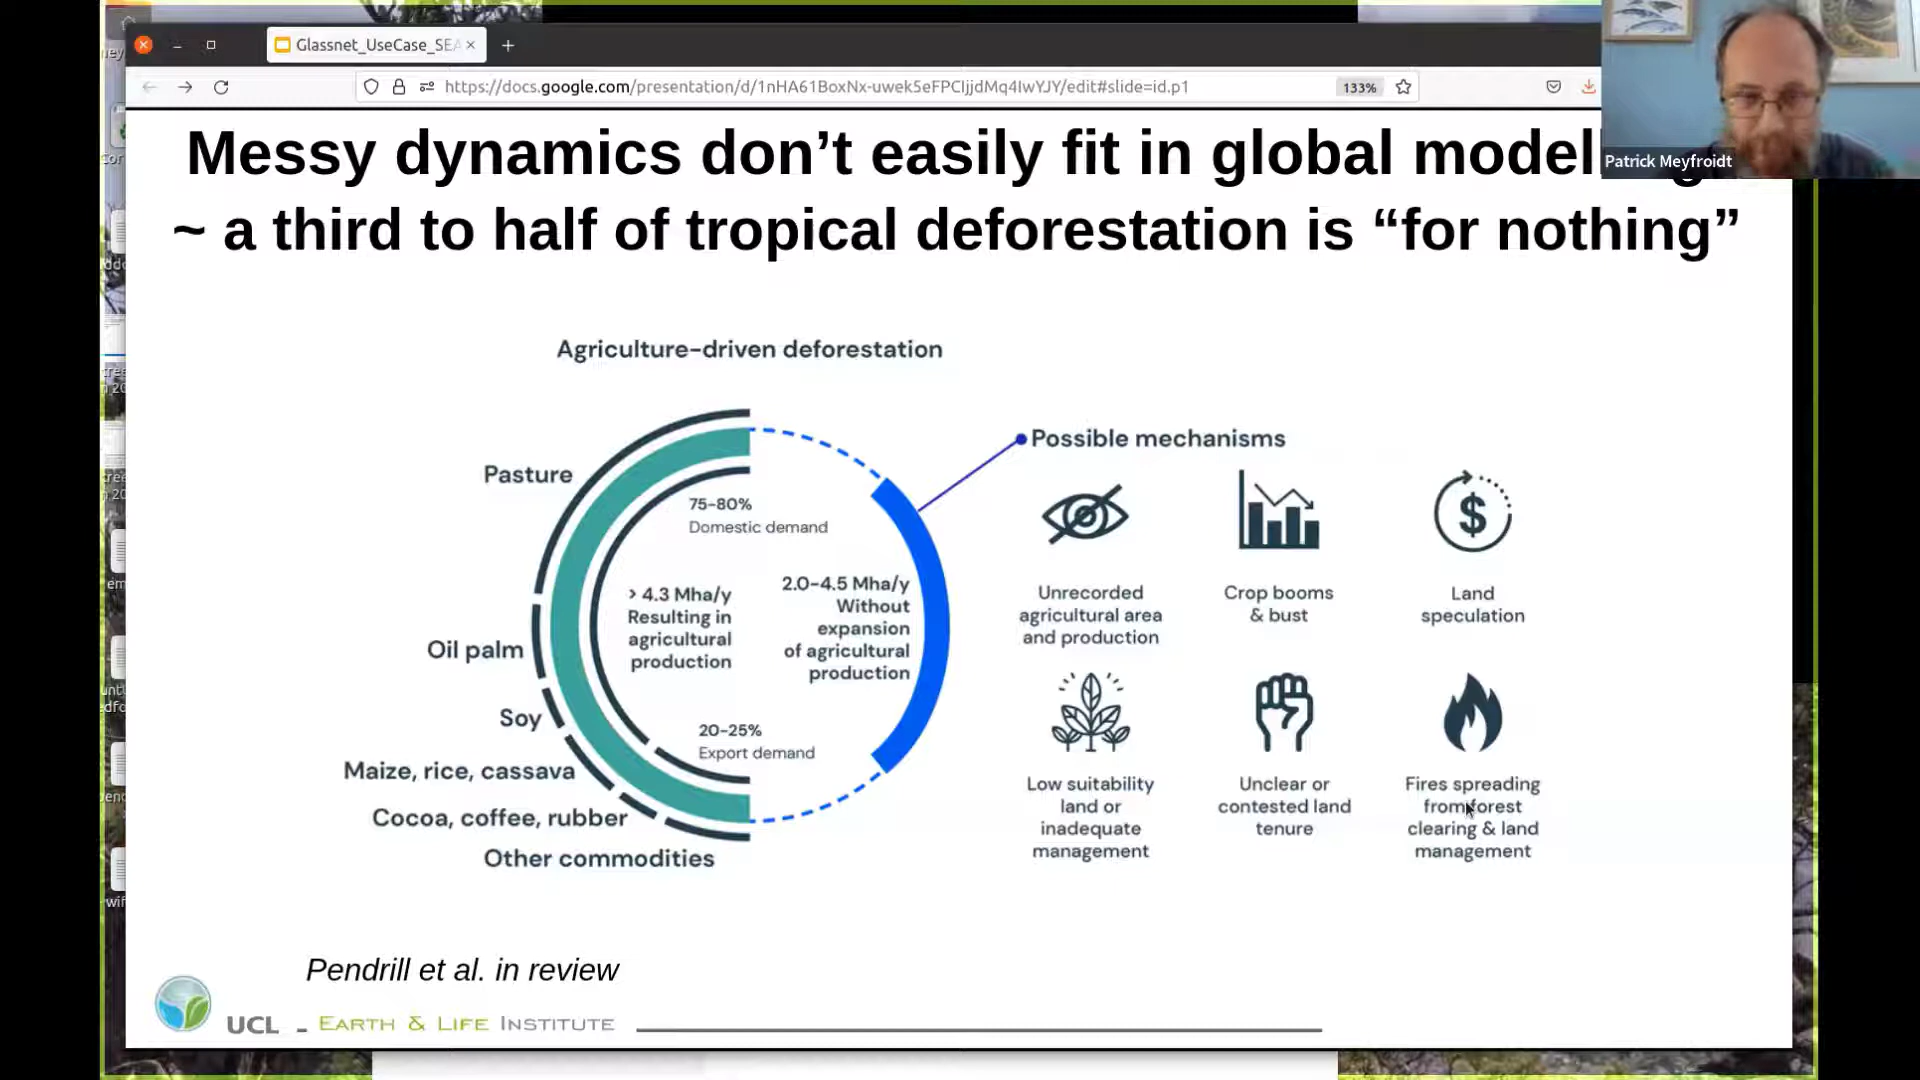 Glassnet_UseCase_SEA
https://docs.google.com/presentation/d/1nHA61BoxNx-uwek5eFPCIjjdMq4IwYJY/edit#slide=id.p1
133%
Patrick Meyfroidt
Messy dynamics don’t easily fit in global model
~ a third to half of tropical deforestation is “for nothing”
Agriculture-driven deforestation
Pasture
Oil palm
Soy
Maize, rice, cassava
Cocoa, coffee, rubber
Other commodities
75-80%
Domestic demand
> 4.3 Mha/y
Resulting in
agricultural
production
20-25%
Export demand
2.0-4.5 Mha/y
Without
expansion
of agricultural
production
Possible mechanisms
Unrecorded
agricultural area
and production
Crop booms
& bust
Land
speculation
Low suitability
land or
inadequate
management
Unclear or
contested land
tenure
Fires spreading
from forest
clearing & land
management
Pendrill et al. in review
UCL – EARTH & LIFE INSTITUTE